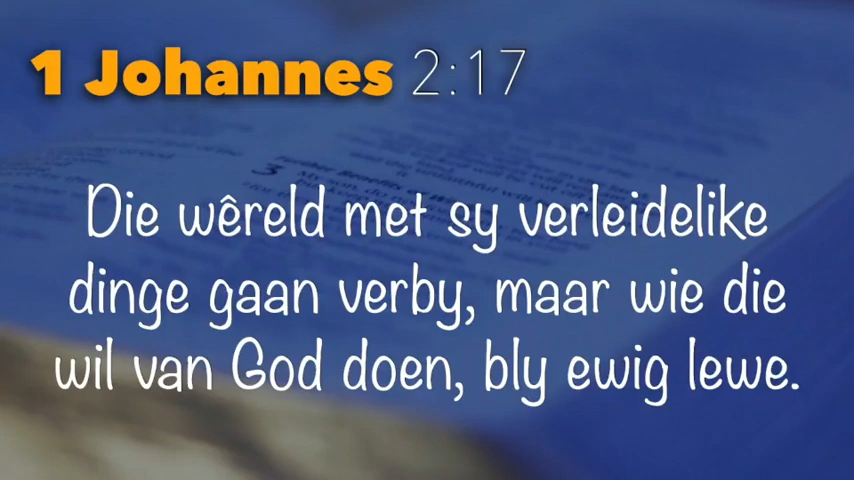 1 Johannes 2:17
Die wêreld met sy verleidelike
dinge gaan verby, maar wie die
wil van God doen, bly ewig lewe.